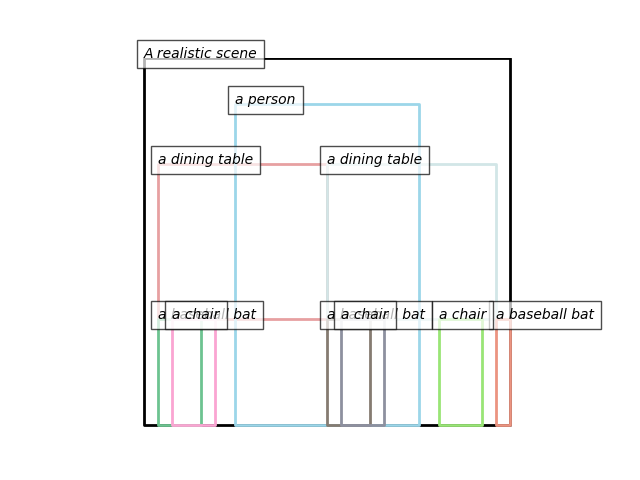 A realistic scene
a person
a dining table
a dining table
a baseball bat
a chair
a baseball bat
a chair
a chair
a baseball bat